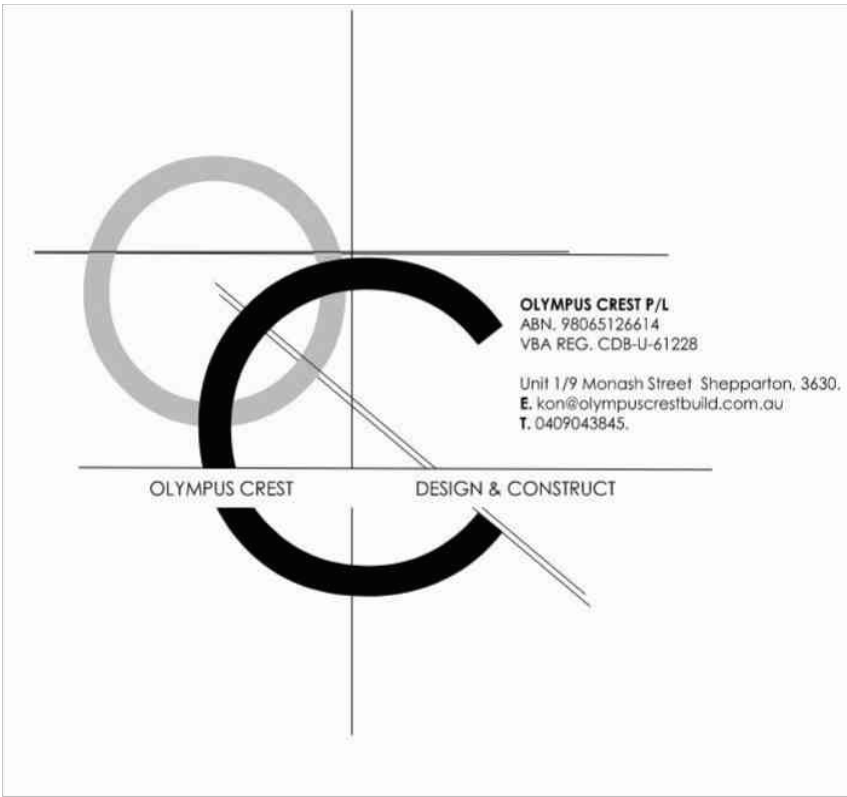 OLYMPUS CREST P/L
ABN. 98065126614
VBA REG. CDB-U-61228
Unit 1/9 Monash Street Shepparton, 3630.
E. kon@olympuscrestbuild.com.au
T. 0409043845.
OLYMPUS CREST DESIGN & CONSTRUCT